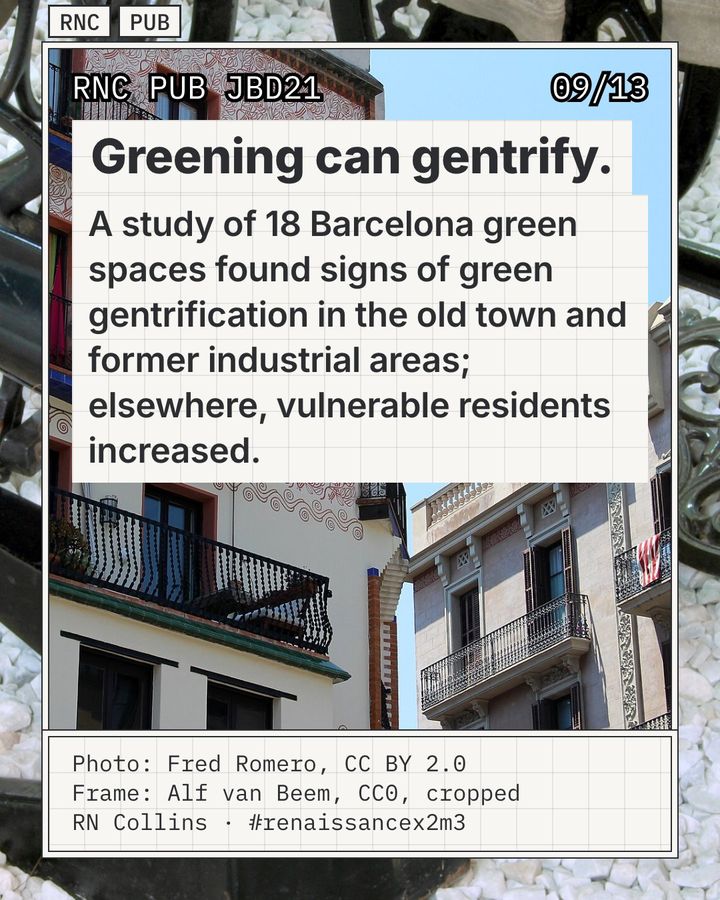 RNC PUB
RNC PUB JBD21 09/13
Greening can gentrify.
A study of 18 Barcelona green
spaces found signs of green
gentrification in the old town and
former industrial areas;
elsewhere, vulnerable residents
increased.
Photo: Fred Romero, CC BY 2.0
Frame: Alf van Beem, CC0, cropped
RN Collins · #renaissancex2m3